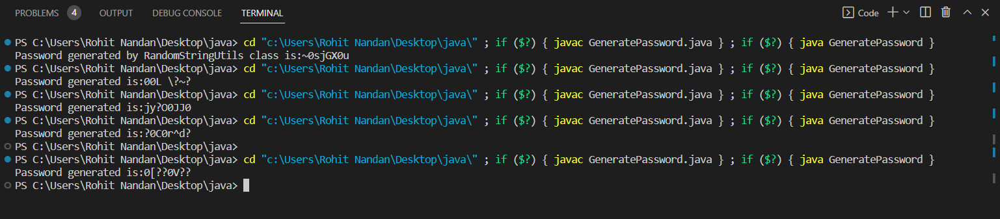 PROBLEMS 4 OUTPUT DEBUG CONSOLE TERMINAL Code
PS C:\Users\Rohit Nandan\Desktop\java> cd "c:\Users\Rohit Nandan\Desktop\java\" ; if ($?) { javac GeneratePassword.java } ; if ($?) { java GeneratePassword }
Password generated by RandomStringUtils class is:~0sjGX0u
PS C:\Users\Rohit Nandan\Desktop\java> cd "c:\Users\Rohit Nandan\Desktop\java\" ; if ($?) { javac GeneratePassword.java } ; if ($?) { java GeneratePassword }
Password generated is:00L \?~?
PS C:\Users\Rohit Nandan\Desktop\java> cd "c:\Users\Rohit Nandan\Desktop\java\" ; if ($?) { javac GeneratePassword.java } ; if ($?) { java GeneratePassword }
Password generated is:jy?O0JJ0
PS C:\Users\Rohit Nandan\Desktop\java> cd "c:\Users\Rohit Nandan\Desktop\java\" ; if ($?) { javac GeneratePassword.java } ; if ($?) { java GeneratePassword }
Password generated is:?0C0r^d?
PS C:\Users\Rohit Nandan\Desktop\java>
PS C:\Users\Rohit Nandan\Desktop\java> cd "c:\Users\Rohit Nandan\Desktop\java\" ; if ($?) { javac GeneratePassword.java } ; if ($?) { java GeneratePassword }
Password generated is:0[??0V??
PS C:\Users\Rohit Nandan\Desktop\java>